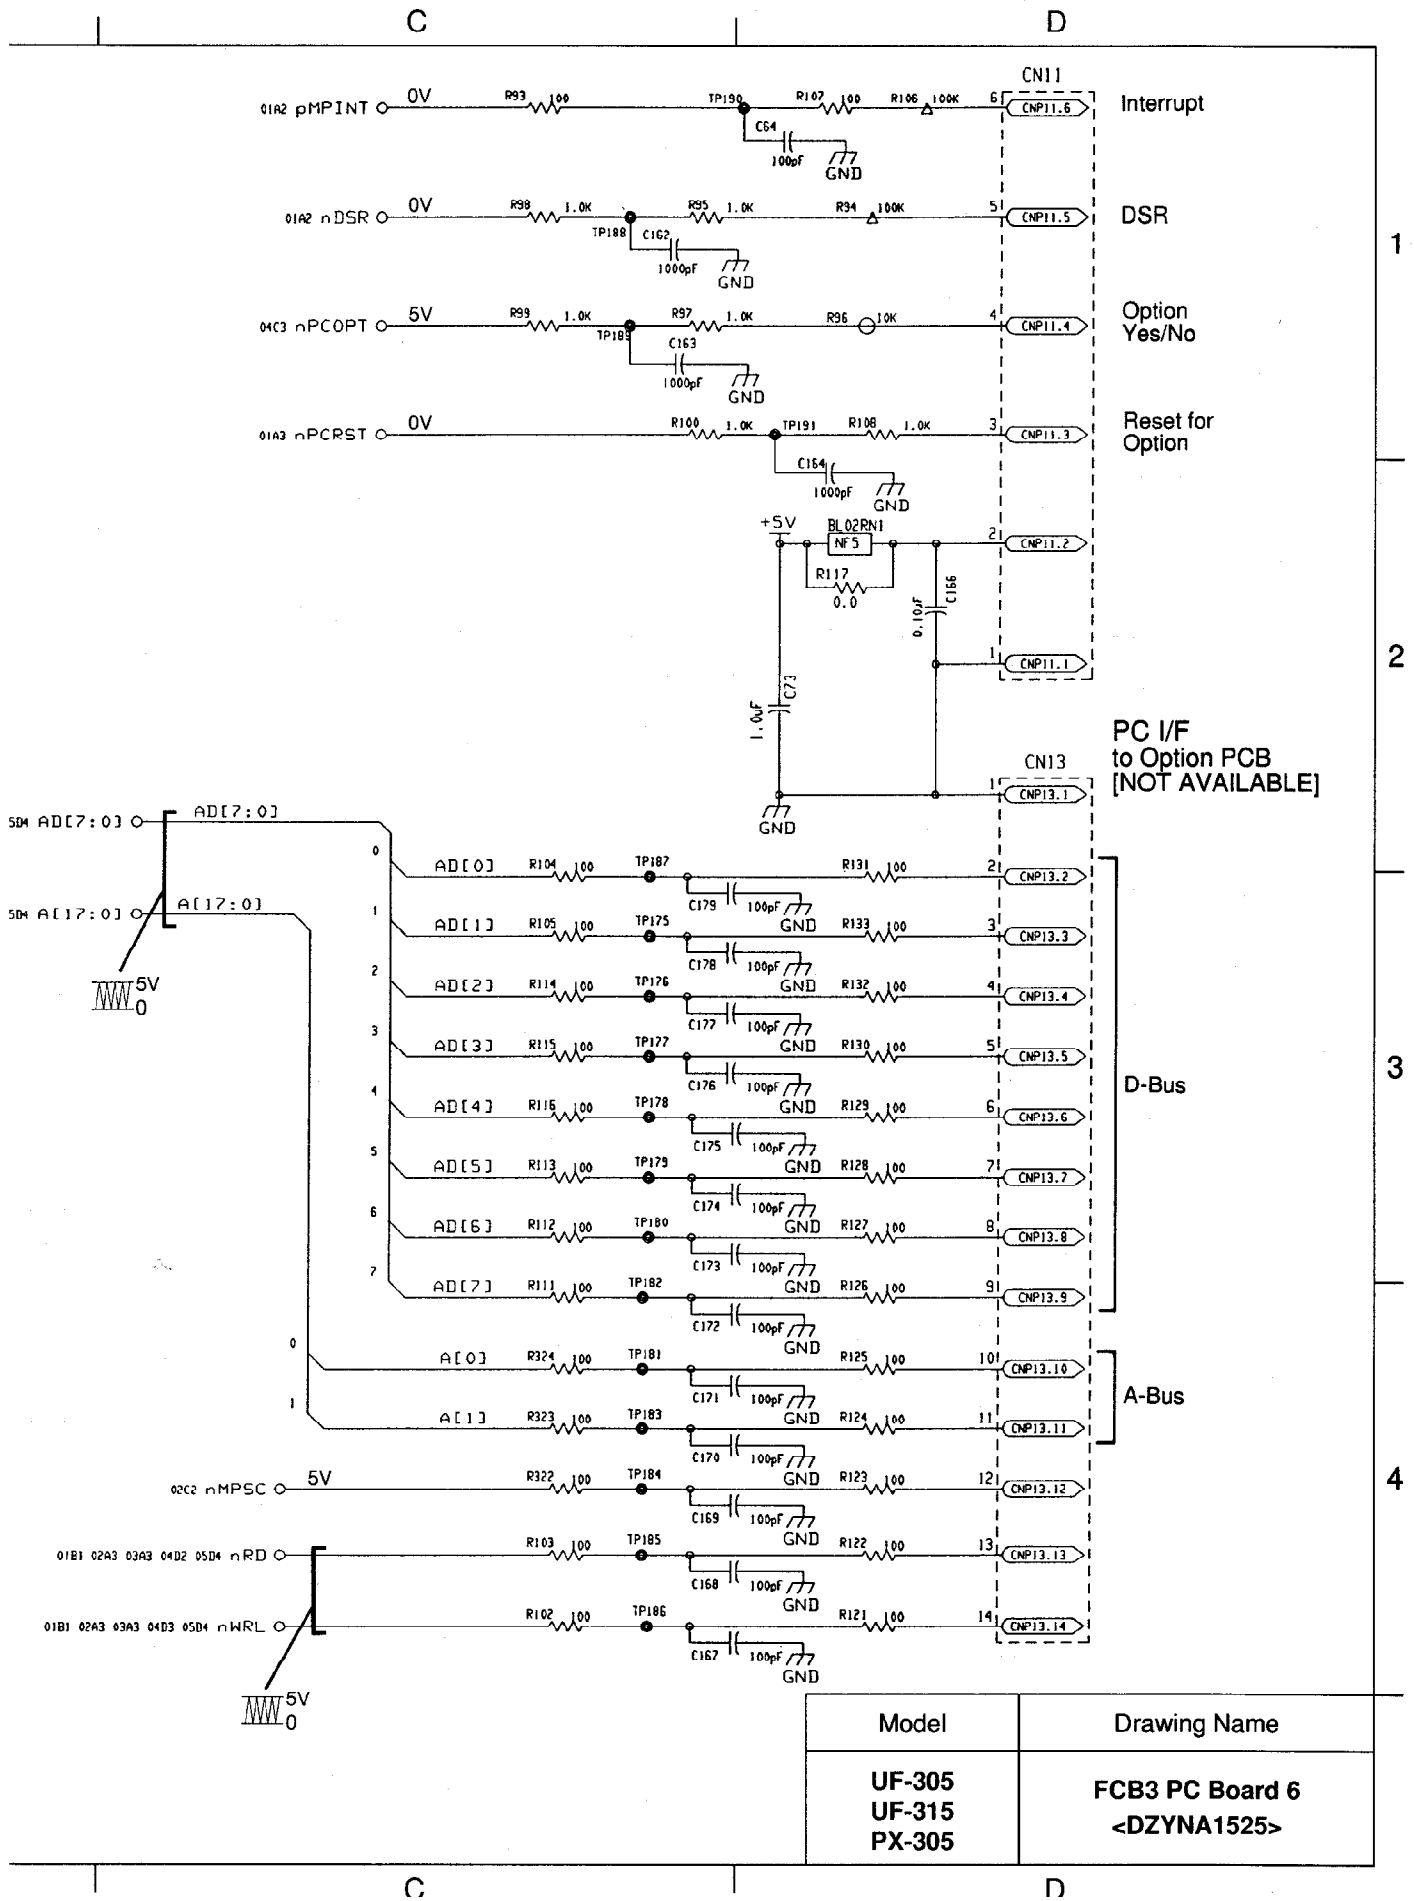 C D
CN11
01A2 pMPINT 0V R93 100 TP190 R107 100 R106 100K 6 CNP11.6 Interrupt
C64 100pF GND
01A2 nDSR 0V R98 1.0K TP188 R95 1.0K R94 100K 5 CNP11.5 DSR
C162 1000pF GND
1
04C3 nPCOPT 5V R99 1.0K TP189 R97 1.0K R96 10K 4 CNP11.4 Option
Yes/No
C163 1000pF GND
01A3 nPCRST 0V R100 1.0K TP191 R108 1.0K 3 CNP11.3 Reset for
Option
C164 1000pF GND
+5V BL02RN1
NF5 2 CNP11.2
R117 0.0
0.10uF C166
1 CNP11.1
2
1.0uF C73
PC I/F
to Option PCB
[NOT AVAILABLE]
CN13
1 CNP13.1
GND
5D4 AD[7:0] AD[7:0]
0 AD[0] R104 100 TP187 R131 100 2 CNP13.2
C179 100pF GND
5D4 A[17:0] A[17:0]
1 AD[1] R105 100 TP175 R133 100 3 CNP13.3
C178 100pF GND
5V
0
2 AD[2] R114 100 TP176 R132 100 4 CNP13.4
C177 100pF GND
3 AD[3] R115 100 TP177 R130 100 5 CNP13.5
C176 100pF GND
D-Bus
3
4 AD[4] R116 100 TP178 R129 100 6 CNP13.6
C175 100pF GND
5 AD[5] R113 100 TP179 R128 100 7 CNP13.7
C174 100pF GND
6 AD[6] R112 100 TP180 R127 100 8 CNP13.8
C173 100pF GND
7 AD[7] R111 100 TP182 R126 100 9 CNP13.9
C172 100pF GND
0 A[0] R324 100 TP181 R125 100 10 CNP13.10
C171 100pF GND
A-Bus
1 A[1] R323 100 TP183 R124 100 11 CNP13.11
C170 100pF GND
02C2 nMPSC 5V R322 100 TP184 R123 100 12 CNP13.12
C169 100pF GND
4
01B1 02A3 03A3 04D2 05D4 nRD R103 100 TP185 R122 100 13 CNP13.13
C168 100pF GND
01B1 02A3 03A3 04D3 05D4 nWRL R102 100 TP186 R121 100 14 CNP13.14
C167 100pF GND
5V
0
Model Drawing Name
UF-305
UF-315
PX-305
FCB3 PC Board 6
<DZYNA1525>
C D